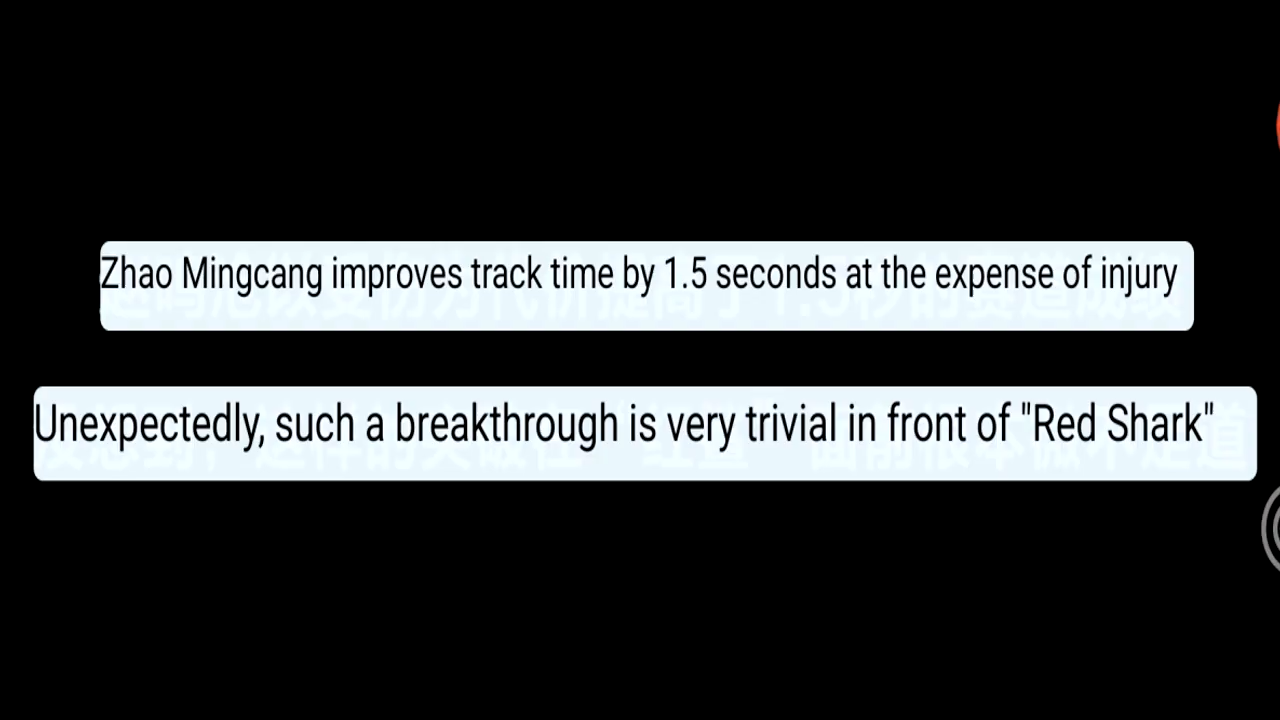 Zhao Mingcang improves track time by 1.5 seconds at the expense of injury
Unexpectedly, such a breakthrough is very trivial in front of "Red Shark"